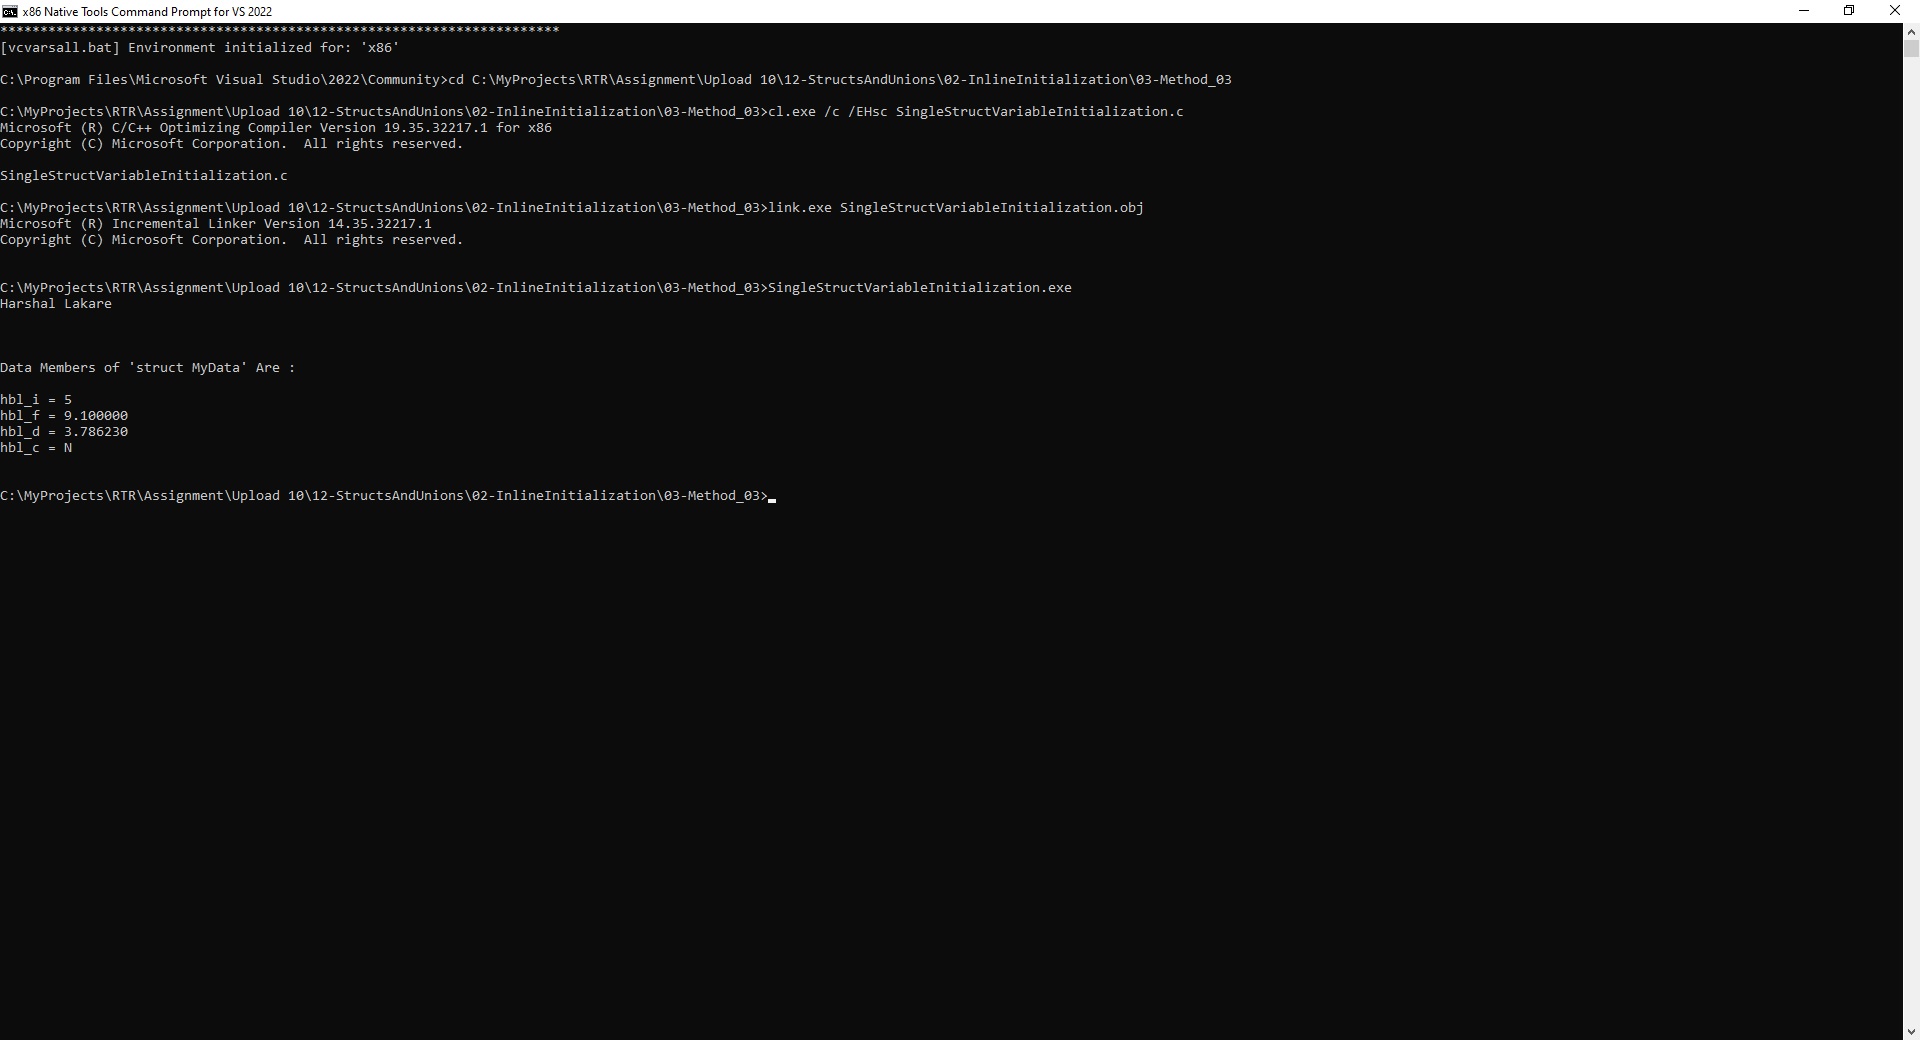 x86 Native Tools Command Prompt for VS 2022
**********************************************************************
[vcvarsall.bat] Environment initialized for: 'x86'
C:\Program Files\Microsoft Visual Studio\2022\Community>cd C:\MyProjects\RTR\Assignment\Upload 10\12-StructsAndUnions\02-InlineInitialization\03-Method_03
C:\MyProjects\RTR\Assignment\Upload 10\12-StructsAndUnions\02-InlineInitialization\03-Method_03>cl.exe /c /EHsc SingleStructVariableInitialization.c
Microsoft (R) C/C++ Optimizing Compiler Version 19.35.32217.1 for x86
Copyright (C) Microsoft Corporation.  All rights reserved.
SingleStructVariableInitialization.c
C:\MyProjects\RTR\Assignment\Upload 10\12-StructsAndUnions\02-InlineInitialization\03-Method_03>link.exe SingleStructVariableInitialization.obj
Microsoft (R) Incremental Linker Version 14.35.32217.1
Copyright (C) Microsoft Corporation.  All rights reserved.
C:\MyProjects\RTR\Assignment\Upload 10\12-StructsAndUnions\02-InlineInitialization\03-Method_03>SingleStructVariableInitialization.exe
Harshal Lakare
Data Members of 'struct MyData' Are :
hbl_i = 5
hbl_f = 9.100000
hbl_d = 3.786230
hbl_c = N
C:\MyProjects\RTR\Assignment\Upload 10\12-StructsAndUnions\02-InlineInitialization\03-Method_03>